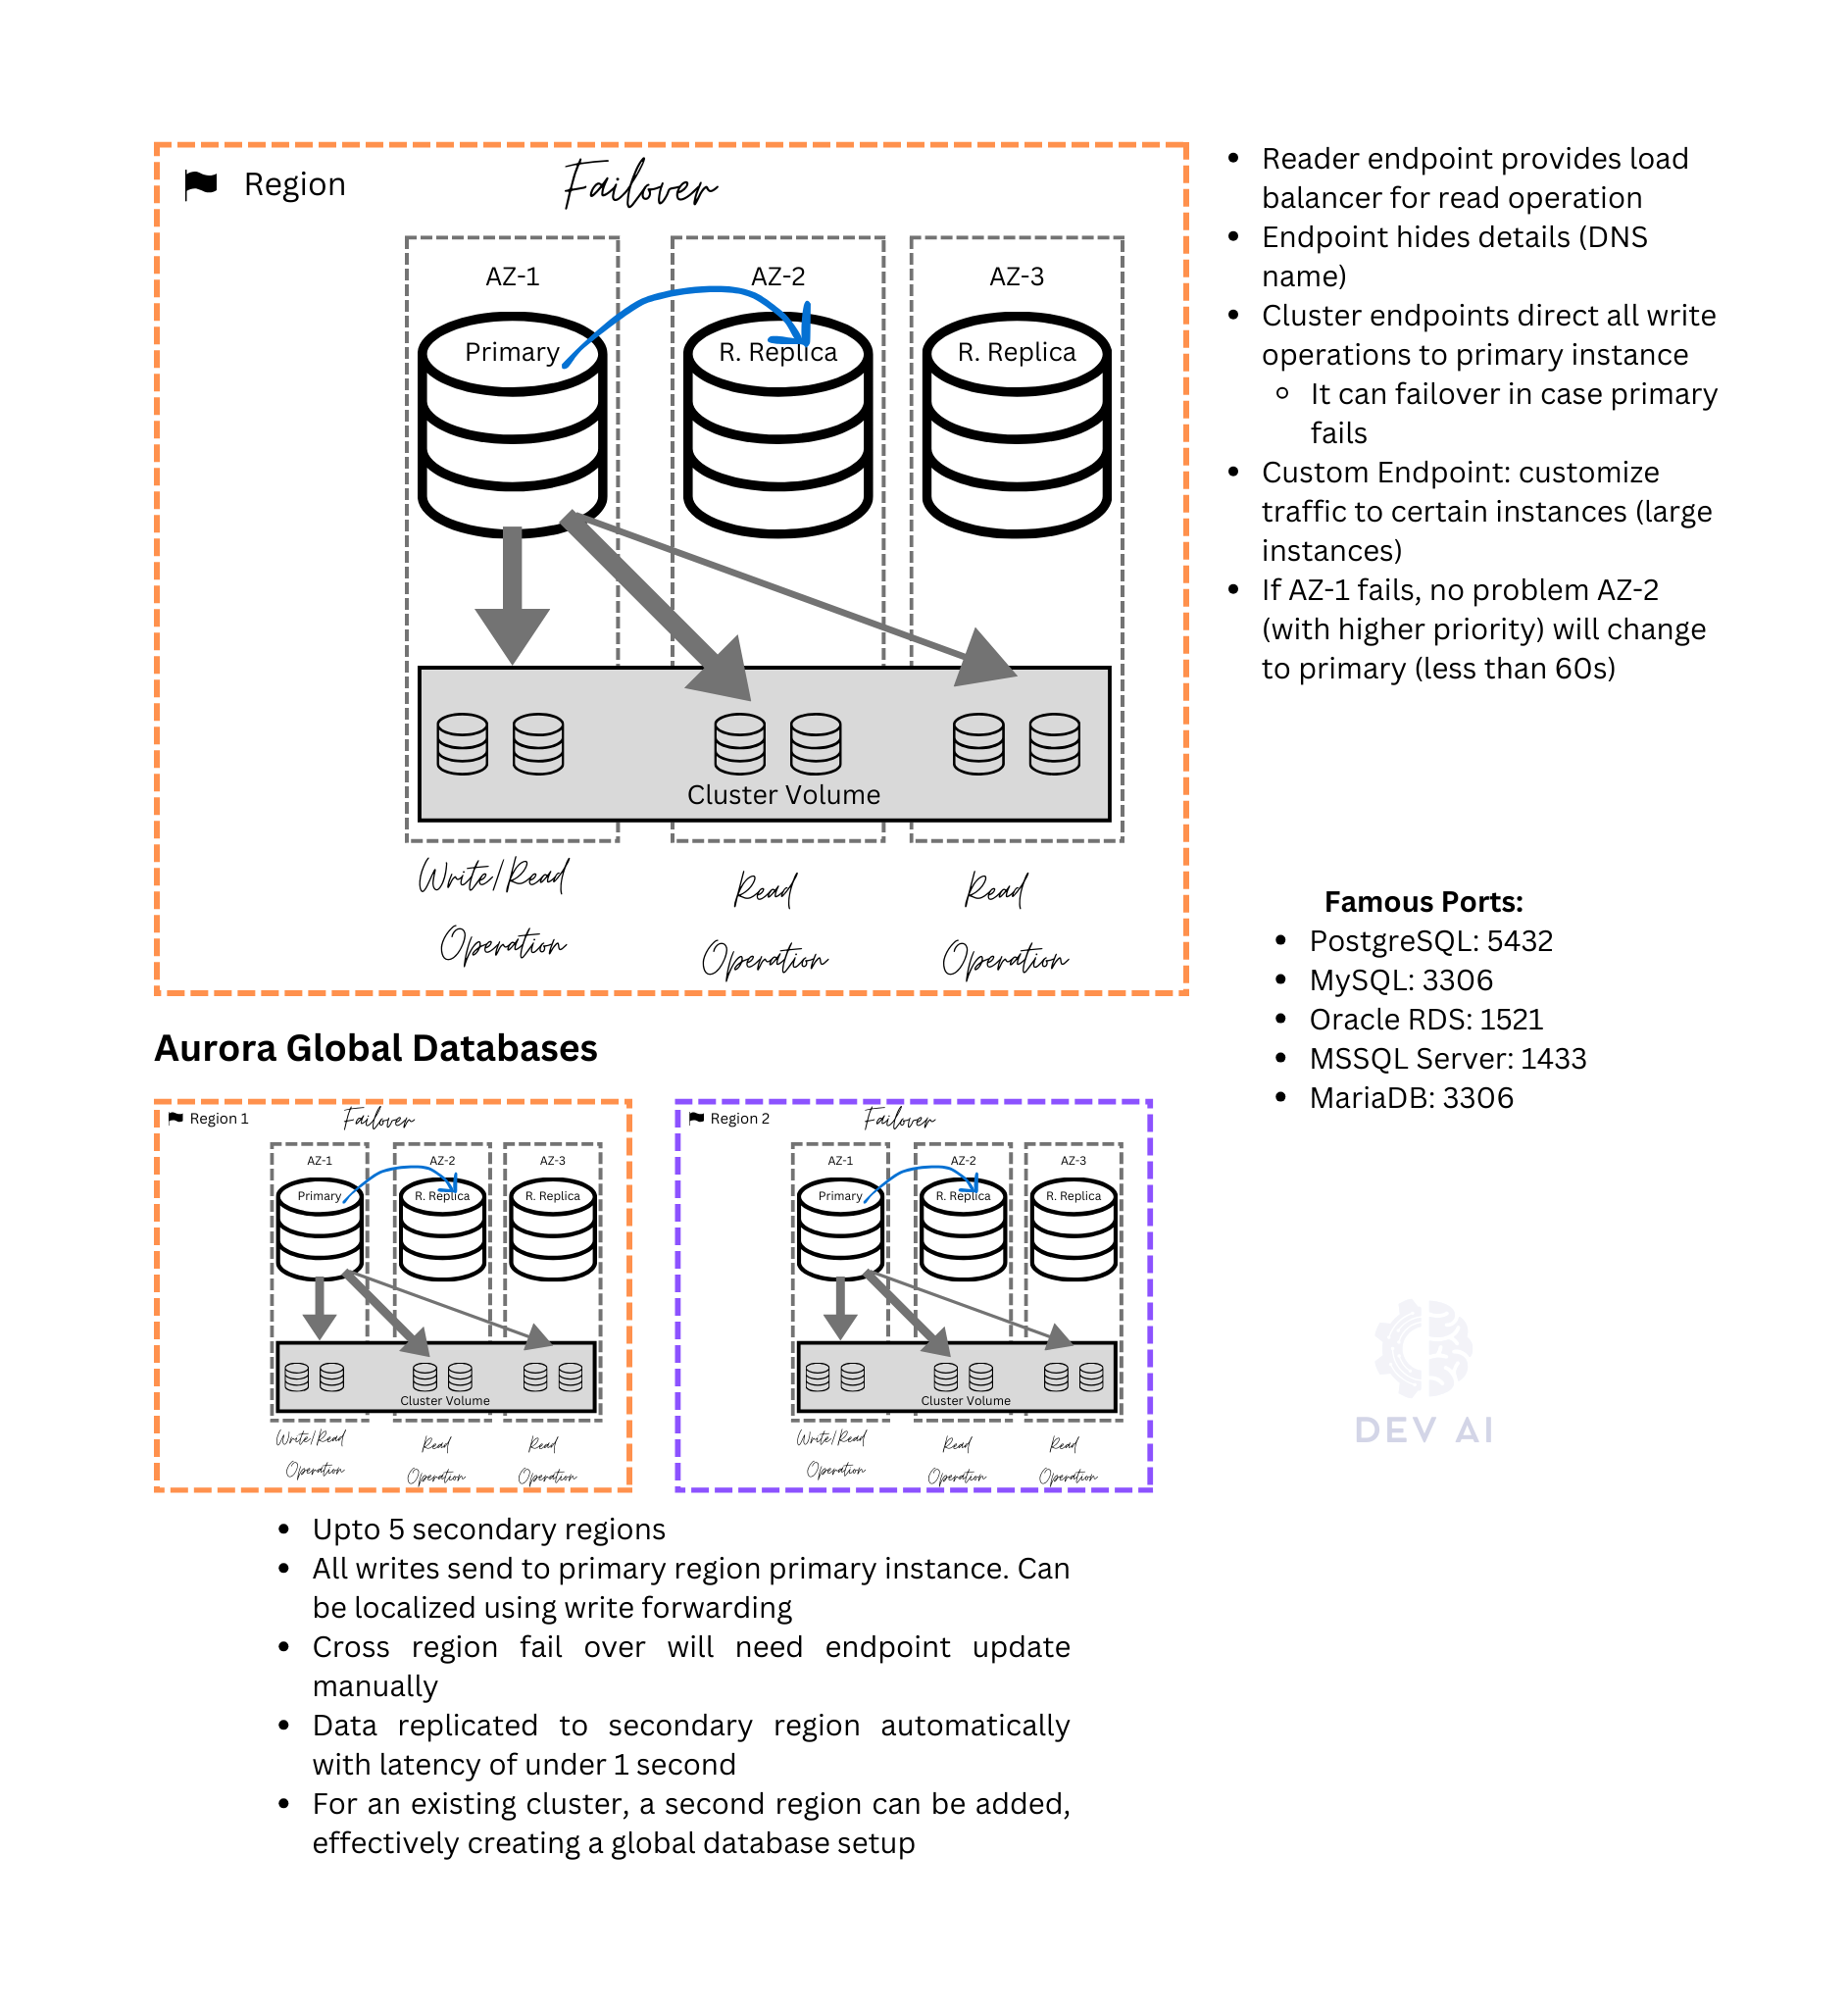 Region
Failover
AZ-1
AZ-2
AZ-3
Primary
R. Replica
R. Replica
Cluster Volume
Write/Read
Operation
Read
Operation
Read
Operation
Reader endpoint provides load
balancer for read operation
Endpoint hides details (DNS
name)
Cluster endpoints direct all write
operations to primary instance
It can failover in case primary
fails
Custom Endpoint: customize
traffic to certain instances (large
instances)
If AZ-1 fails, no problem AZ-2
(with higher priority) will change
to primary (less than 60s)
Famous Ports:
PostgreSQL: 5432
MySQL: 3306
Oracle RDS: 1521
MSSQL Server: 1433
MariaDB: 3306
Aurora Global Databases
Region 1
Failover
AZ-1
AZ-2
AZ-3
Primary
R. Replica
R. Replica
Cluster Volume
Write/Read
Operation
Read
Operation
Read
Operation
Region 2
Failover
AZ-1
AZ-2
AZ-3
Primary
R. Replica
R. Replica
Cluster Volume
Write/Read
Operation
Read
Operation
Read
Operation
DEV AI
Upto 5 secondary regions
All writes send to primary region primary instance. Can
be localized using write forwarding
Cross region fail over will need endpoint update
manually
Data replicated to secondary region automatically
with latency of under 1 second
For an existing cluster, a second region can be added,
effectively creating a global database setup